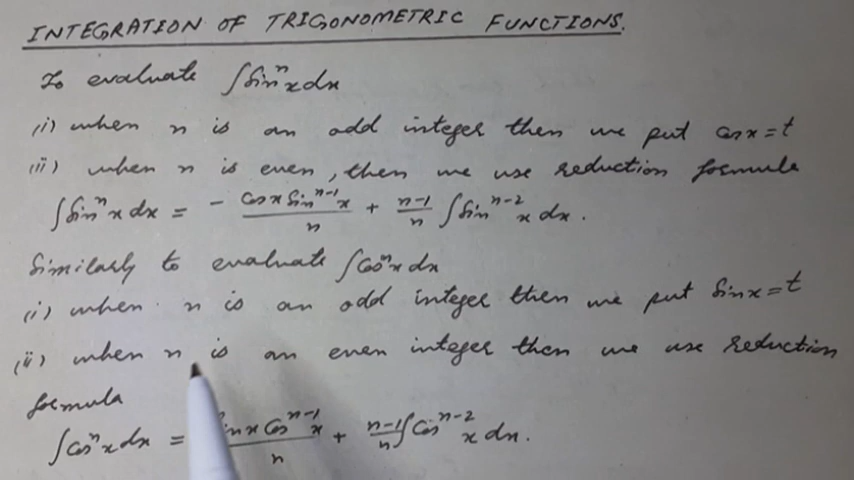 INTEGRATION OF TRIGONOMETRIC FUNCTIONS.
To evaluate ∫Sinⁿx dx
(i) when n is an odd integer then we put cos x = t
(ii) when n is even, then we use reduction formula
∫Sinⁿx dx = - Cos x Sinⁿ⁻¹x / n + n-1/n ∫Sinⁿ⁻²x dx.
Similarly to evaluate ∫Cosⁿx dx
(i) when n is an odd integer then we put Sin x = t
(ii) when n is an even integer then we use reduction
formula
∫Cosⁿx dx = inx Cosⁿ⁻¹x / n + n-1/n ∫Cosⁿ⁻²x dx.